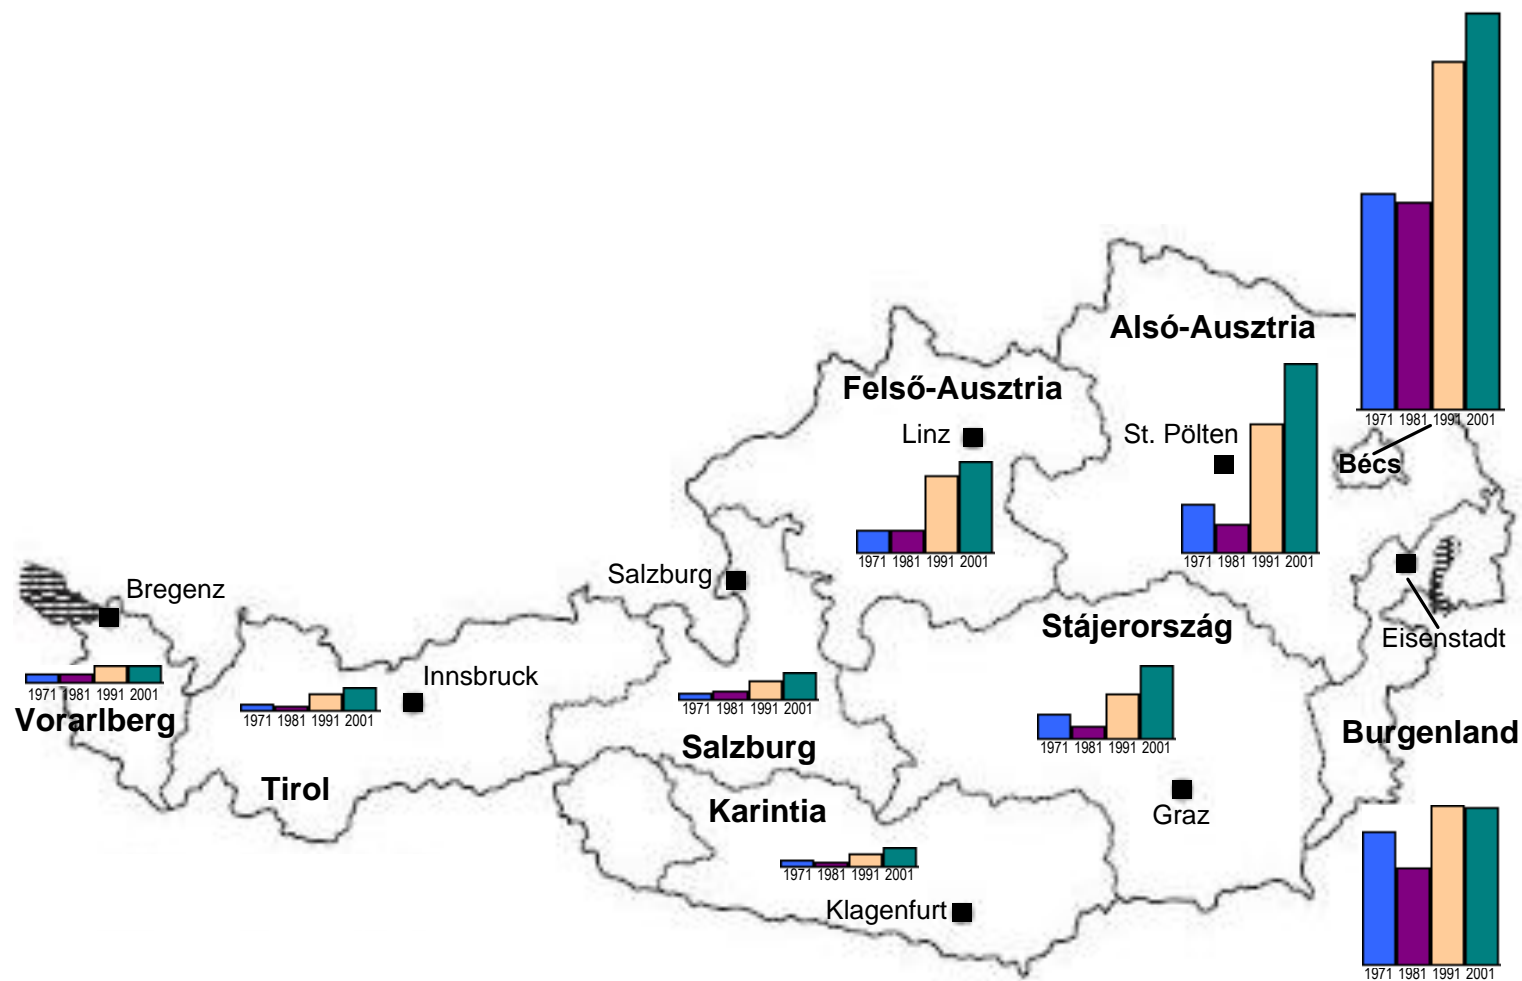 1971 1981 1991 2001
Alsó-Ausztria
Felső-Ausztria
Linz
St. Pölten
Bécs
1971 1981 1991 2001
1971 1981 1991 2001
Salzburg
Bregenz
Stájerország
Eisenstadt
Innsbruck
1971 1981 1991 2001
Vorarlberg
1971 1981 1991 2001
1971 1981 1991 2001
Salzburg
1971 1981 1991 2001
Burgenland
Tirol
Karintia
Graz
1971 1981 1991 2001
Klagenfurt
1971 1981 1991 2001